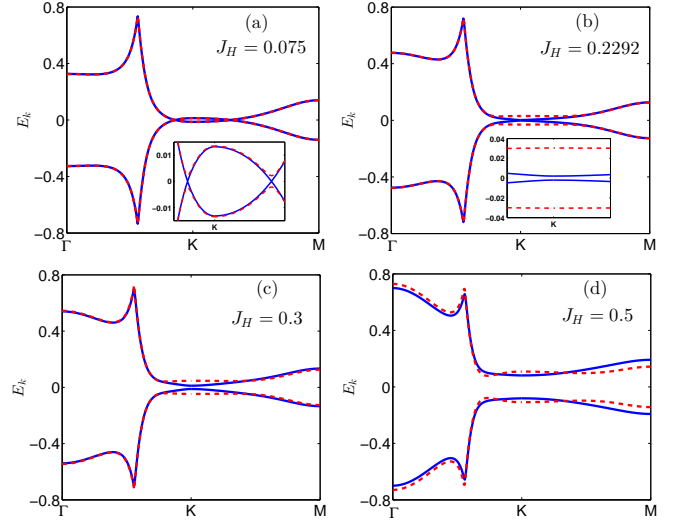 0.8
0.4
0
−0.4
−0.8
E_k
(a)
J_H = 0.075
0.01
0
−0.01
K
Γ
K
M
0.8
0.4
0
−0.4
−0.8
E_k
(b)
J_H = 0.2292
0.04
0.02
0
−0.02
−0.04
K
Γ
K
M
0.8
0.4
0
−0.4
−0.8
E_k
(c)
J_H = 0.3
Γ
K
M
0.8
0.4
0
−0.4
−0.8
E_k
(d)
J_H = 0.5
Γ
K
M